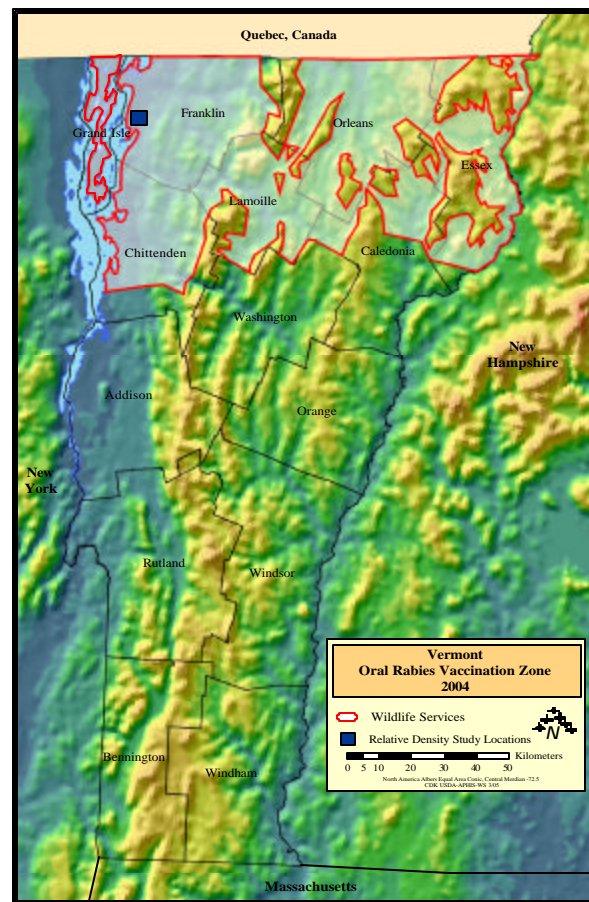 Quebec, Canada
Franklin
Grand Isle
Orleans
Essex
Lamoille
Chittenden
Caledonia
Washington
New
Hampshire
Addison
Orange
New
York
Rutland
Windsor
Vermont
Oral Rabies Vaccination Zone
2004
Wildlife Services
N
Relative Density Study Locations
Kilometers
0 5 10 20 30 40 50
North America Albers Equal Area Conic, Central Meridian -72.5
CDK USDA-APHIS-WS 3/05
Bennington
Windham
Massachusetts